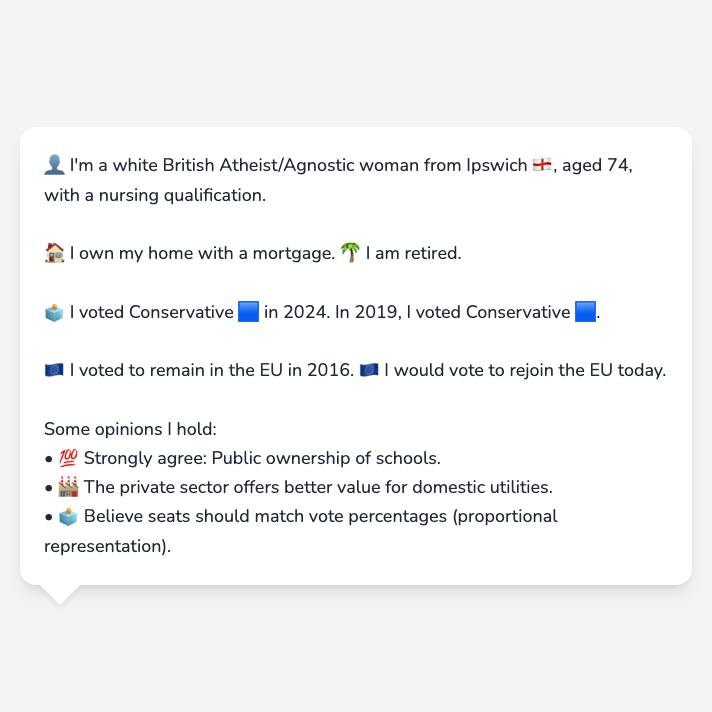 👤 I'm a white British Atheist/Agnostic woman from Ipswich 🏴󠁧󠁢󠁥󠁮󠁧󠁿, aged 74,
with a nursing qualification.
🏠 I own my home with a mortgage. 🌴 I am retired.
🗳️ I voted Conservative 🟦 in 2024. In 2019, I voted Conservative 🟦.
🇪🇺 I voted to remain in the EU in 2016. 🇪🇺 I would vote to rejoin the EU today.
Some opinions I hold:
• 💯 Strongly agree: Public ownership of schools.
• 🏭 The private sector offers better value for domestic utilities.
• 🗳️ Believe seats should match vote percentages (proportional
representation).